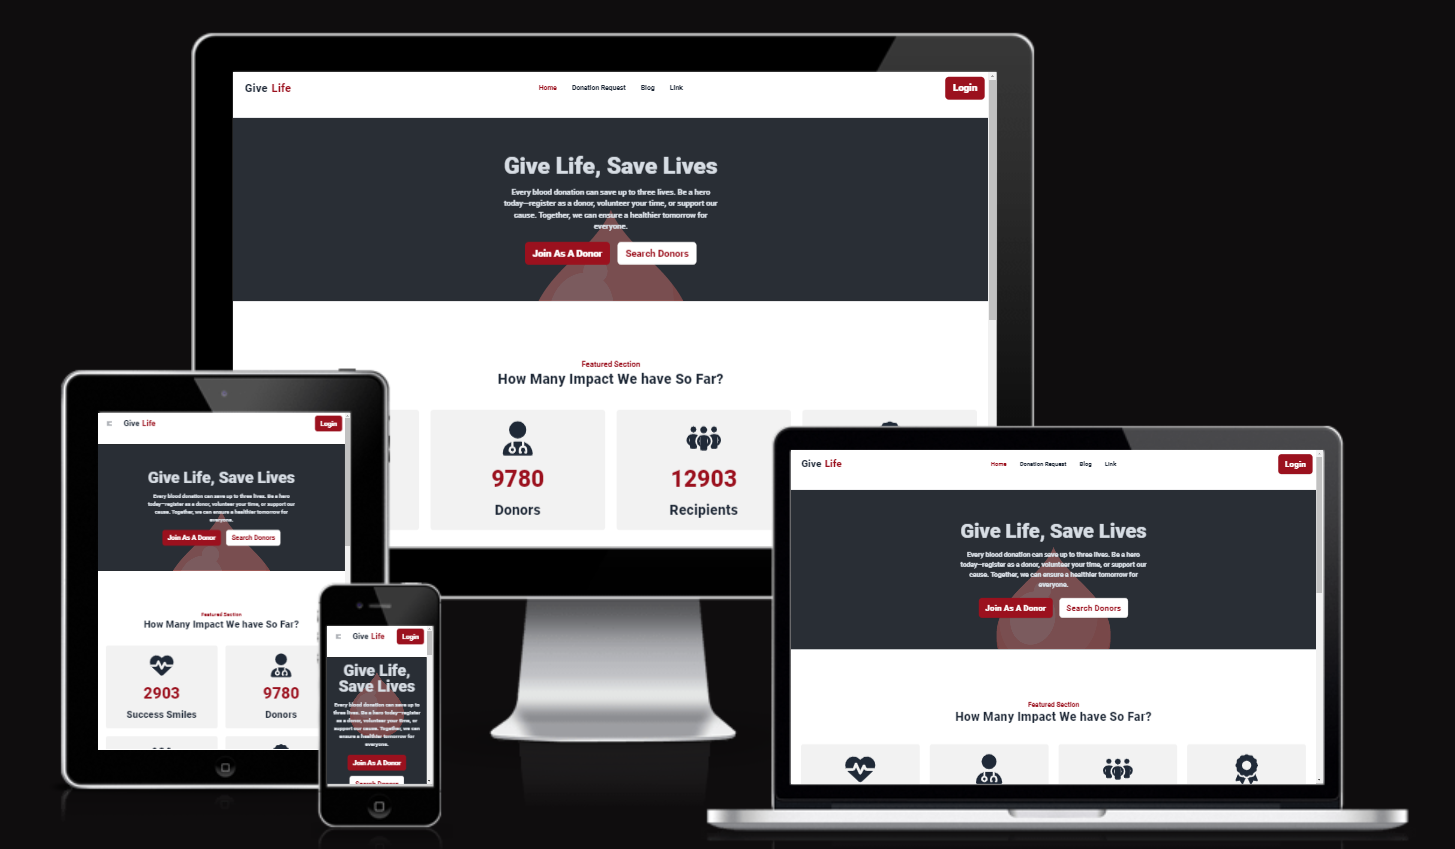 Give Life
Home Donation Request Blog Link
Login
Give Life, Save Lives
Every blood donation can save up to three lives. Be a hero
today—register as a donor, volunteer your time, or support our
cause. Together, we can ensure a healthier tomorrow for
everyone.
Join As A Donor Search Donors
Featured Section
How Many Impact We have So Far?
9780 12903
Donors Recipients
Give Life
Login
Give Life, Save Lives
Every blood donation can save up to three lives. Be a hero
today—register as a donor, volunteer your time, or support our
cause. Together, we can ensure a healthier tomorrow for
everyone.
Join As A Donor Search Donors
Featured Section
How Many Impact We have So Far?
2903 9780
Success Smiles Donors
Give Life
Login
Give Life,
Save Lives
Every blood donation can save up to
three lives. Be a hero today—register
as a donor, volunteer your time, or
support our cause. Together, we can
ensure a healthier tomorrow for
everyone.
Join As A Donor
Search Donors
Give Life
Home Donation Request Blog Link
Login
Give Life, Save Lives
Every blood donation can save up to three lives. Be a hero
today—register as a donor, volunteer your time, or support our
cause. Together, we can ensure a healthier tomorrow for
everyone.
Join As A Donor Search Donors
Featured Section
How Many Impact We have So Far?